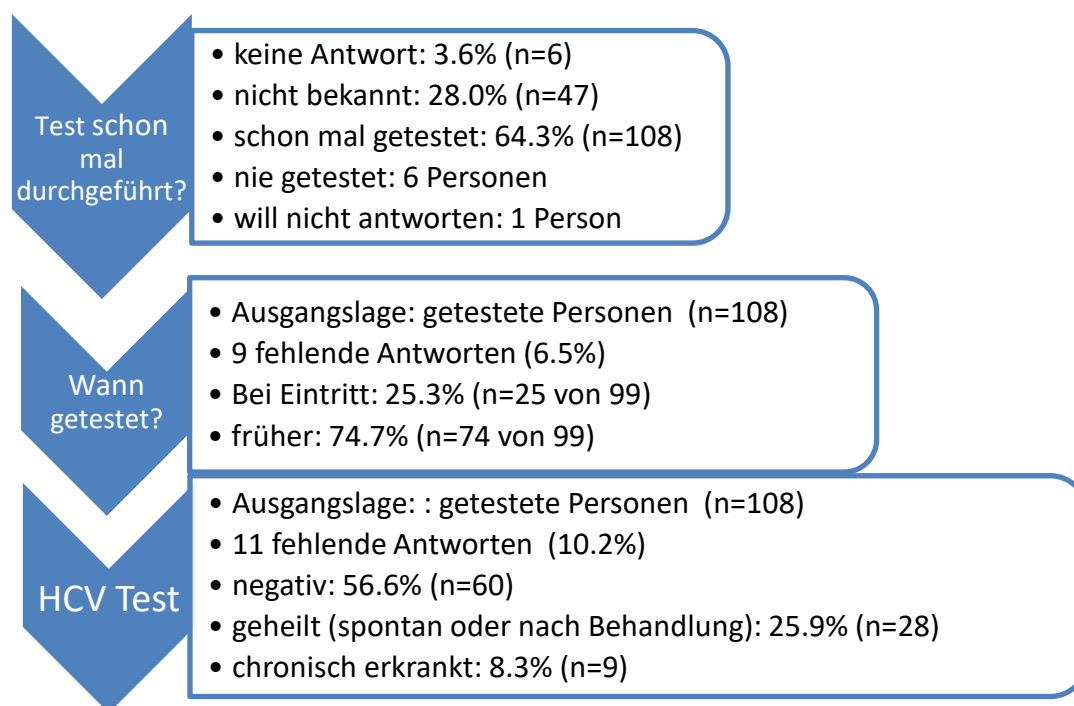 Test schon
mal
durchgeführt?
• keine Antwort: 3.6% (n=6)
• nicht bekannt: 28.0% (n=47)
• schon mal getestet: 64.3% (n=108)
• nie getestet: 6 Personen
• will nicht antworten: 1 Person
Wann
getestet?
• Ausgangslage: getestete Personen (n=108)
• 9 fehlende Antworten (6.5%)
• Bei Eintritt: 25.3% (n=25 von 99)
• früher: 74.7% (n=74 von 99)
HCV Test
• Ausgangslage: : getestete Personen (n=108)
• 11 fehlende Antworten (10.2%)
• negativ: 56.6% (n=60)
• geheilt (spontan oder nach Behandlung): 25.9% (n=28)
• chronisch erkrankt: 8.3% (n=9)